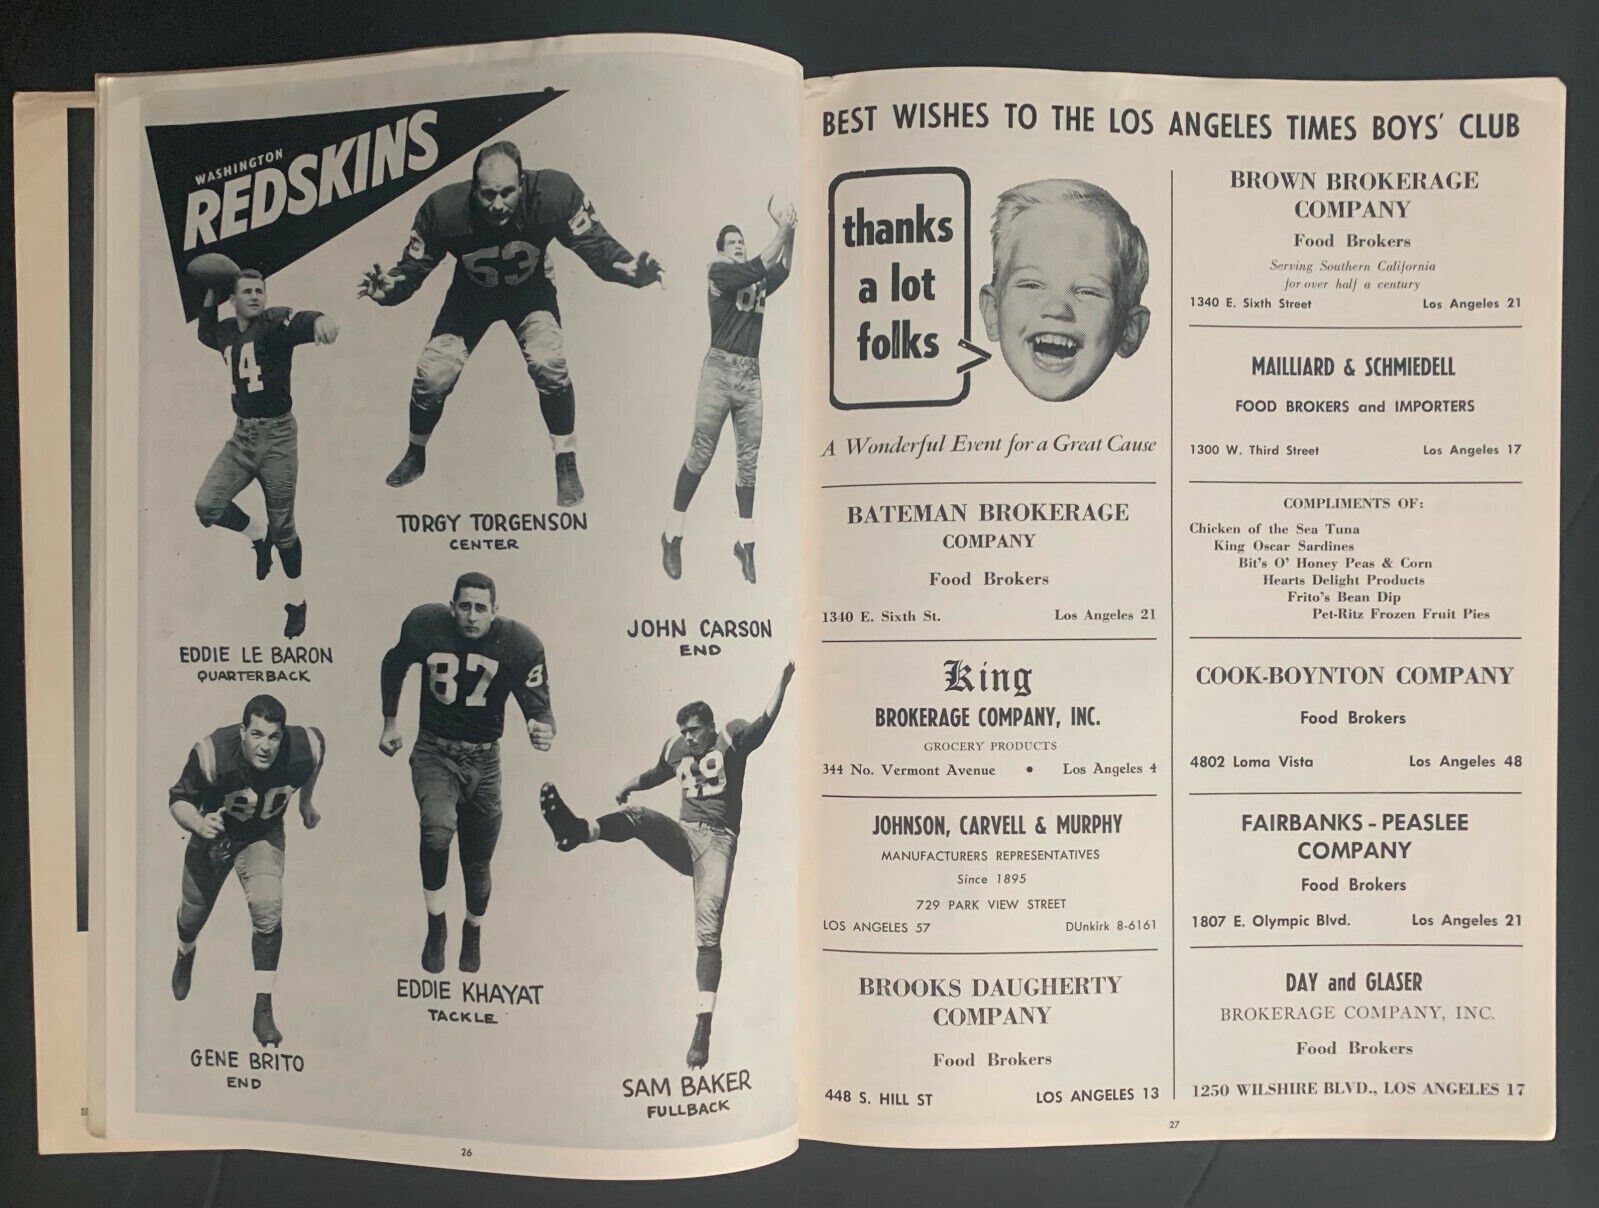 WASHINGTON
REDSKINS
53
63
14
82
TORGY TORGENSON
CENTER
EDDIE LE BARON
QUARTERBACK
JOHN CARSON
END
87
8
80
49
GENE BRITO
END
EDDIE KHAYAT
TACKLE
SAM BAKER
FULLBACK
26
BEST WISHES TO THE LOS ANGELES TIMES BOYS' CLUB
thanks
a lot
folks
A Wonderful Event for a Great Cause
BATEMAN BROKERAGE
COMPANY
Food Brokers
1340 E. Sixth St. Los Angeles 21
King
BROKERAGE COMPANY, INC.
GROCERY PRODUCTS
344 No. Vermont Avenue • Los Angeles 4
JOHNSON, CARVELL & MURPHY
MANUFACTURERS REPRESENTATIVES
Since 1895
729 PARK VIEW STREET
LOS ANGELES 57 DUnkirk 8-6161
BROOKS DAUGHERTY
COMPANY
Food Brokers
448 S. HILL ST LOS ANGELES 13
BROWN BROKERAGE
COMPANY
Food Brokers
Serving Southern California
for over half a century
1340 E. Sixth Street Los Angeles 21
MAILLIARD & SCHMIEDELL
FOOD BROKERS and IMPORTERS
1300 W. Third Street Los Angeles 17
COMPLIMENTS OF:
Chicken of the Sea Tuna
King Oscar Sardines
Bit's O' Honey Peas & Corn
Hearts Delight Products
Frito's Bean Dip
Pet-Ritz Frozen Fruit Pies
COOK-BOYNTON COMPANY
Food Brokers
4802 Loma Vista Los Angeles 48
FAIRBANKS - PEASLEE
COMPANY
Food Brokers
1807 E. Olympic Blvd. Los Angeles 21
DAY and GLASER
BROKERAGE COMPANY, INC.
Food Brokers
1250 WILSHIRE BLVD., LOS ANGELES 17
27